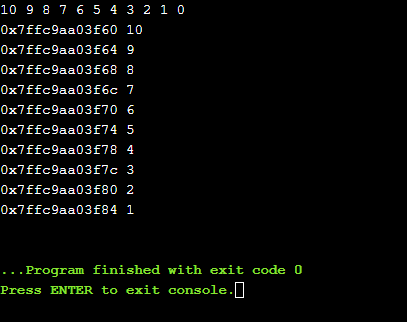 10 9 8 7 6 5 4 3 2 1 0
0x7ffc9aa03f60 10
0x7ffc9aa03f64 9
0x7ffc9aa03f68 8
0x7ffc9aa03f6c 7
0x7ffc9aa03f70 6
0x7ffc9aa03f74 5
0x7ffc9aa03f78 4
0x7ffc9aa03f7c 3
0x7ffc9aa03f80 2
0x7ffc9aa03f84 1
...Program finished with exit code 0
Press ENTER to exit console.